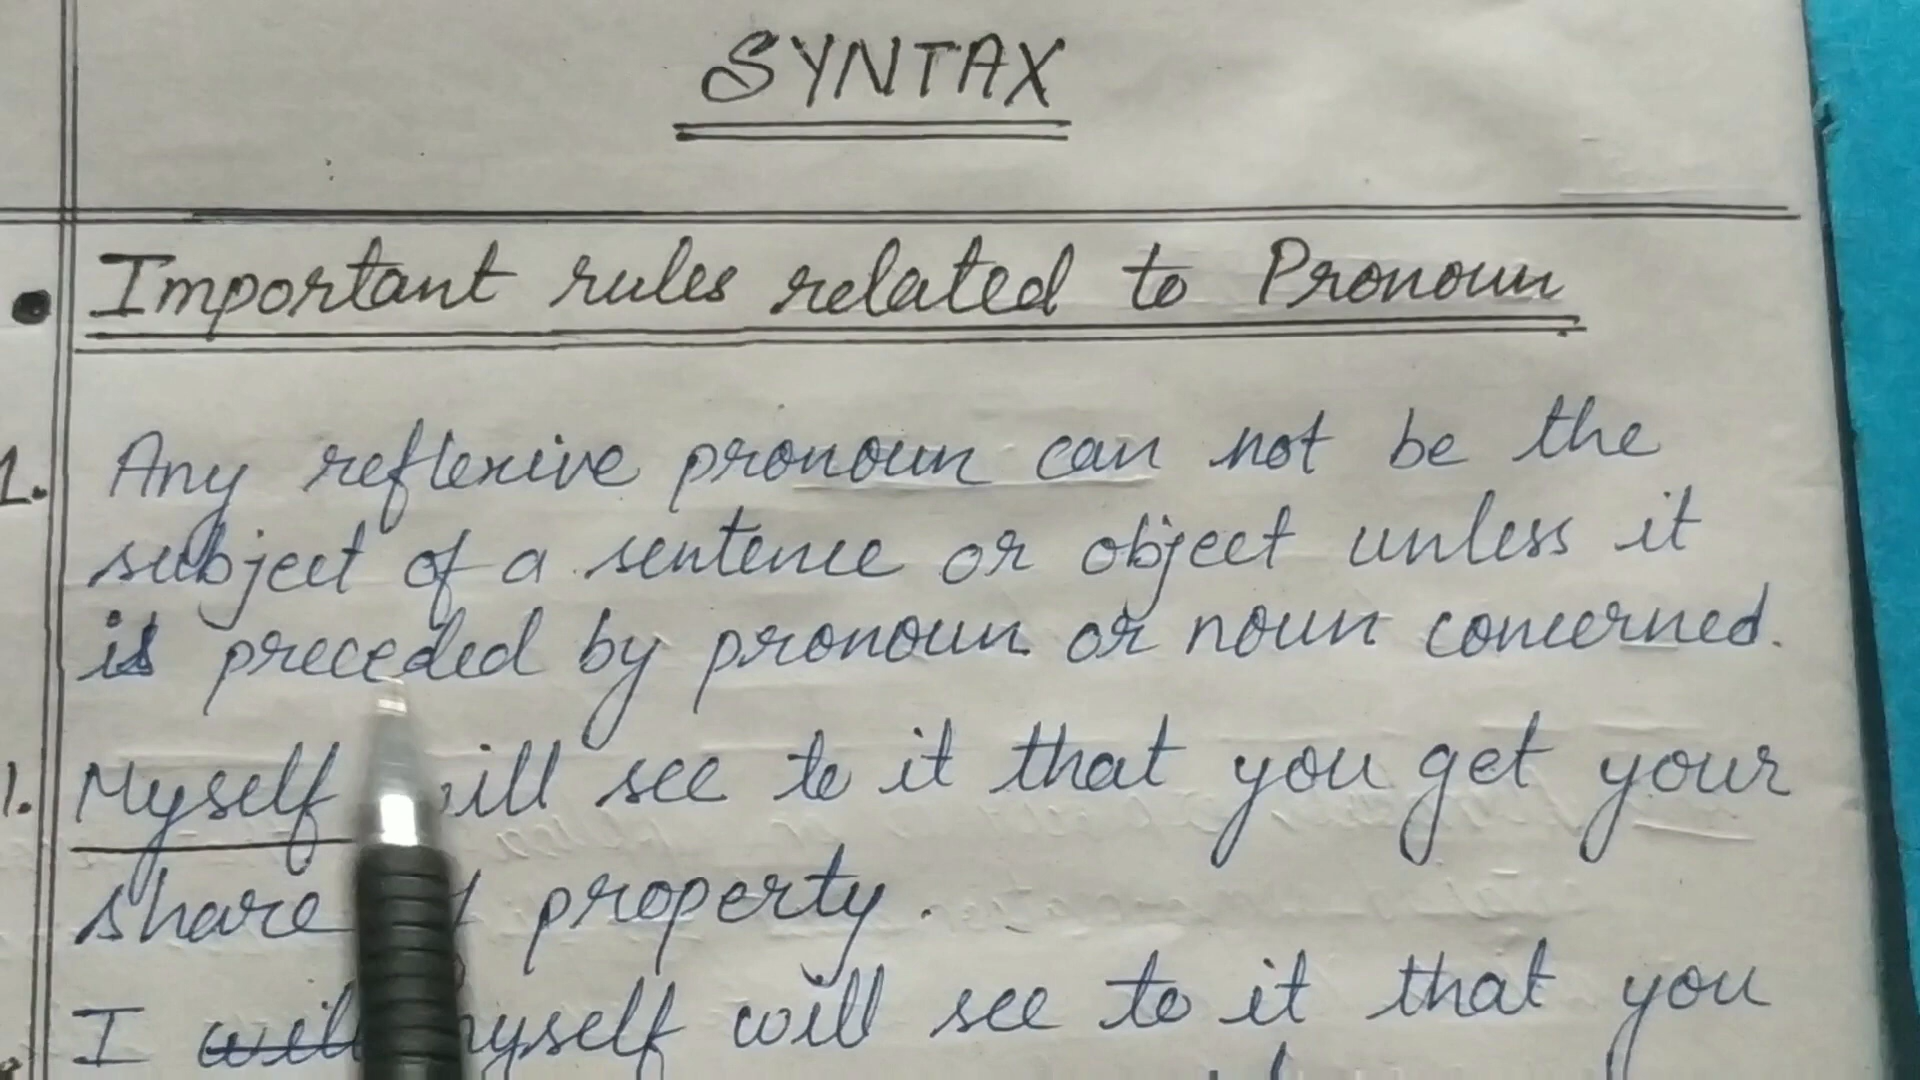 SYNTAX
• Important rules related to Pronoun
1. Any reflexive pronoun can not be the
subject of a sentence or object unless it
is preceded by pronoun or noun concerned.
1. Myself will see to it that you get your
share property.
I will myself will see to it that you